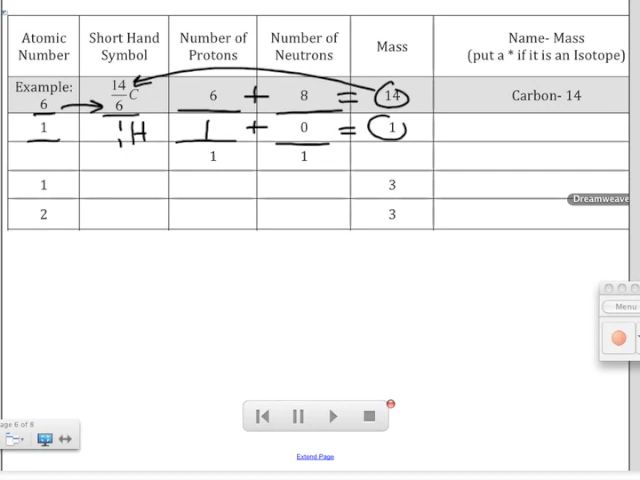 Atomic Number Short Hand Symbol Number of Protons Number of Neutrons Mass Name- Mass (put a * if it is an Isotope)
Example: 6 14/6 C 6 + 8 = 14 Carbon- 14
1 1/1 H 1 + 0 = 1
1 1
1 3
2 3
Dreamweave
Menu
age 6 of 8
Extend Page